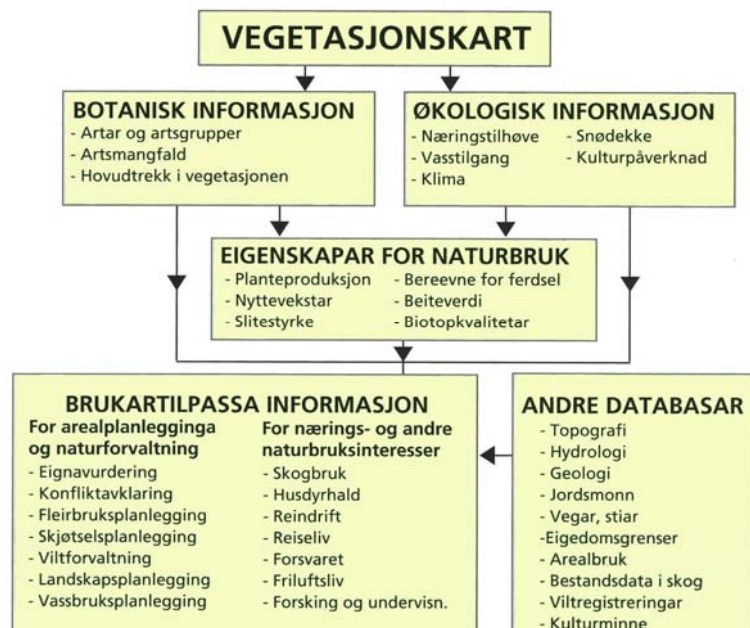 VEGETASJONSKART
BOTANISK INFORMASJON
- Artar og artsgrupper
- Artsmangfald
- Hovudtrekk i vegetasjonen
ØKOLOGISK INFORMASJON
- Næringstilhøve
- Vasstilgang
- Klima
- Snødekke
- Kulturpåverknad
EIGENSKAPAR FOR NATURBRUK
- Planteproduksjon
- Nyttevekstar
- Slitestyrke
- Bereevne for ferdsel
- Beiteverdi
- Biotopkvalitetar
BRUKARTILPASSA INFORMASJON
For arealplanlegginga
og naturforvaltning
- Eignavurdering
- Konfliktavklaring
- Fleirbruksplanlegging
- Skjøtselsplanlegging
- Viltforvaltning
- Landskapsplanlegging
- Vassbruksplanlegging
For nærings- og andre
naturbruksinteresser
- Skogbruk
- Husdyrhald
- Reindrift
- Reiseliv
- Forsvaret
- Friluftsliv
- Forsking og undervisn.
ANDRE DATABASAR
- Topografi
- Hydrologi
- Geologi
- Jordsmonn
- Vegar, stiar
-Eigedomsgrenser
- Arealbruk
- Bestandsdata i skog
- Viltregistreringar
- Kulturminne